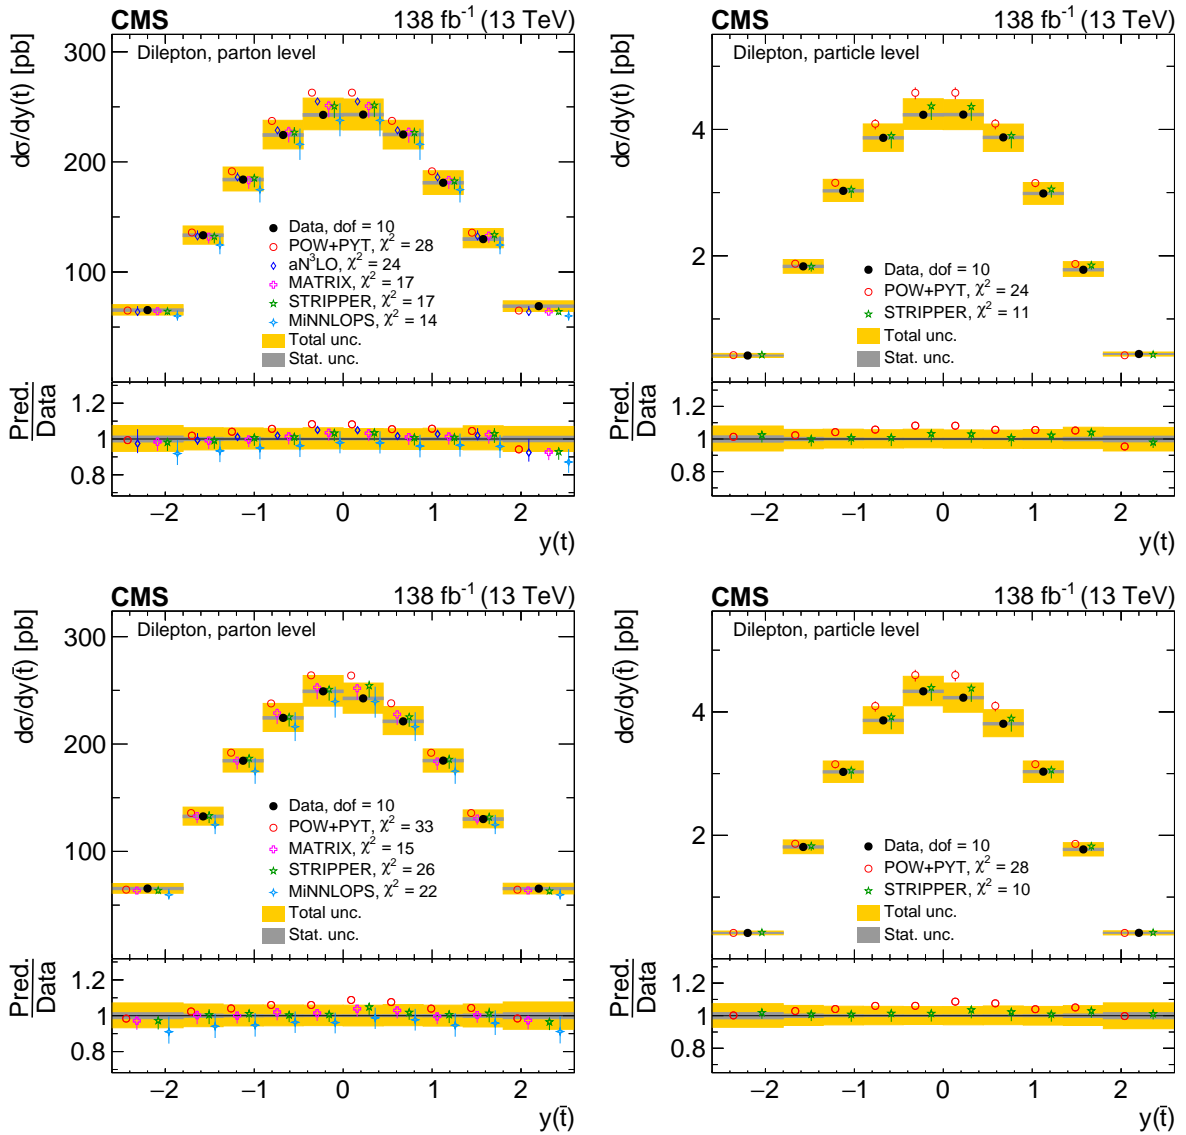 CMS 138 fb⁻¹ (13 TeV)
Dilepton, parton level
dσ/dy(t) [pb]
300
200
100
Data, dof = 10
POW+PYT, χ² = 28
aN³LO, χ² = 24
MATRIX, χ² = 17
STRIPPER, χ² = 17
MiNNLOPS, χ² = 14
Total unc.
Stat. unc.
Pred.
Data
1.2
1
0.8
−2 −1 0 1 2
y(t)
CMS 138 fb⁻¹ (13 TeV)
Dilepton, particle level
dσ/dy(t) [pb]
4
2
Data, dof = 10
POW+PYT, χ² = 24
STRIPPER, χ² = 11
Total unc.
Stat. unc.
Pred.
Data
1.2
1
0.8
−2 −1 0 1 2
y(t)
CMS 138 fb⁻¹ (13 TeV)
Dilepton, parton level
dσ/dy(t̄) [pb]
300
200
100
Data, dof = 10
POW+PYT, χ² = 33
MATRIX, χ² = 15
STRIPPER, χ² = 26
MiNNLOPS, χ² = 22
Total unc.
Stat. unc.
Pred.
Data
1.2
1
0.8
−2 −1 0 1 2
y(t̄)
CMS 138 fb⁻¹ (13 TeV)
Dilepton, particle level
dσ/dy(t̄) [pb]
4
2
Data, dof = 10
POW+PYT, χ² = 28
STRIPPER, χ² = 10
Total unc.
Stat. unc.
Pred.
Data
1.2
1
0.8
−2 −1 0 1 2
y(t̄)